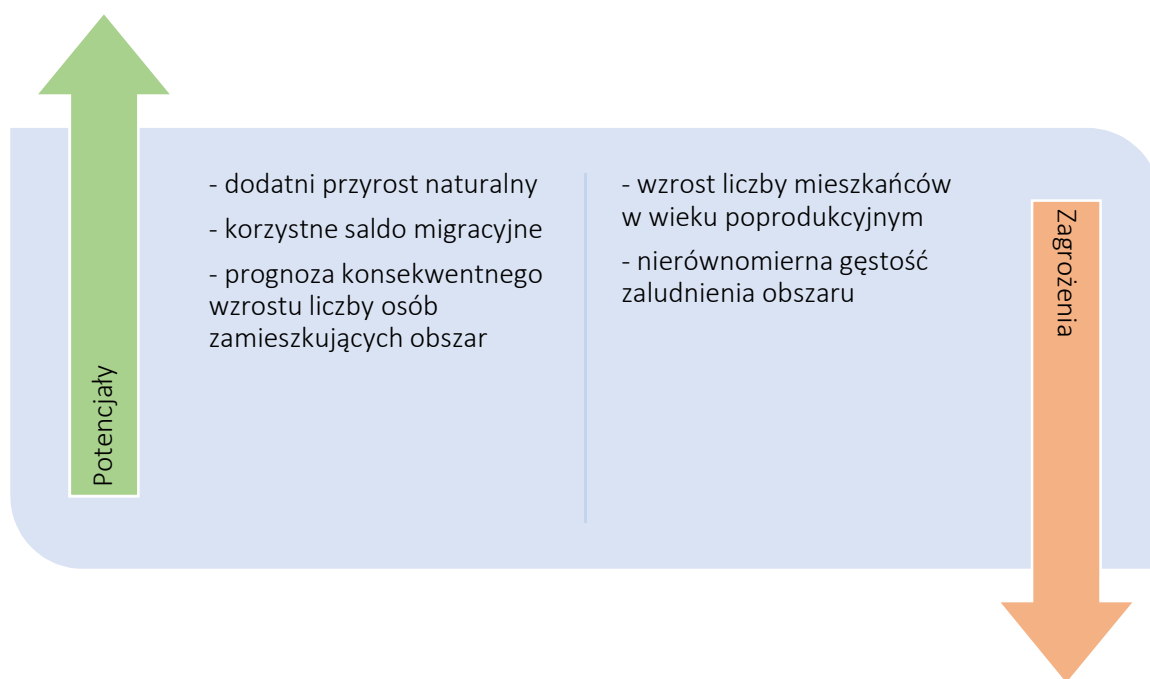 Potencjały
- dodatni przyrost naturalny
- korzystne saldo migracyjne
- prognoza konsekwentnego
wzrostu liczby osób
zamieszkujących obszar
- wzrost liczby mieszkańców
w wieku poprodukcyjnym
- nierównomierna gęstość
zaludnienia obszaru
Zagrożenia